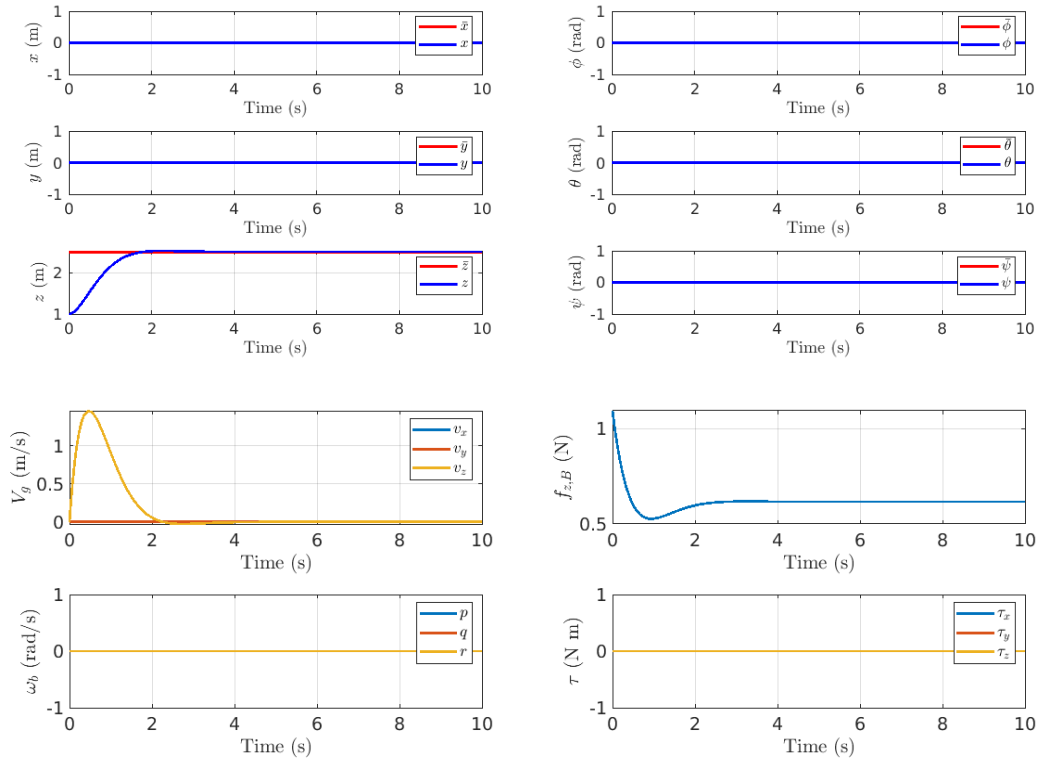 1
x (m)
0
-1
x̄
x
0 2 4 6 8 10
Time (s)
1
ϕ (rad)
0
-1
ϕ̄
ϕ
0 2 4 6 8 10
Time (s)
1
y (m)
0
-1
ȳ
y
0 2 4 6 8 10
Time (s)
1
θ (rad)
0
-1
θ̄
θ
0 2 4 6 8 10
Time (s)
z (m)
2
1
z̄
z
0 2 4 6 8 10
Time (s)
1
ψ (rad)
0
-1
ψ̄
ψ
0 2 4 6 8 10
Time (s)
V_g (m/s)
1
0.5
0
v_x
v_y
v_z
0 2 4 6 8 10
Time (s)
f_{z,B} (N)
1
0.5
0 2 4 6 8 10
Time (s)
1
ω_b (rad/s)
0
-1
p
q
r
0 2 4 6 8 10
Time (s)
1
τ (N m)
0
-1
τ_x
τ_y
τ_z
0 2 4 6 8 10
Time (s)